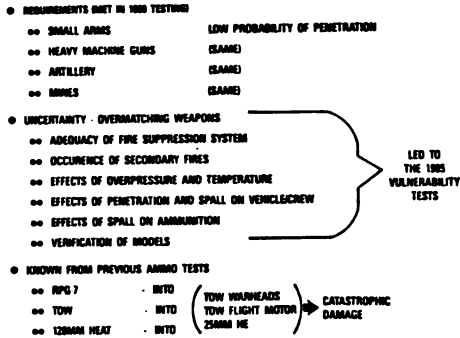 ● REQUIREMENTS (MET IN 1980 TESTING)
●● SMALL ARMS LOW PROBABILITY OF PENETRATION
●● HEAVY MACHINE GUNS (SAME)
●● ARTILLERY (SAME)
●● MINES (SAME)
● UNCERTAINTY - OVERMATCHING WEAPONS
●● ADEQUACY OF FIRE SUPPRESSION SYSTEM
●● OCCURENCE OF SECONDARY FIRES
●● EFFECTS OF OVERPRESSURE AND TEMPERATURE
●● EFFECTS OF PENETRATION AND SPALL ON VEHICLE/CREW
●● EFFECTS OF SPALL ON AMMUNITION
●● VERIFICATION OF MODELS
LED TO
THE 1985
VULNERABILITY
TESTS
● KNOWN FROM PREVIOUS AMMO TESTS
●● RPG 7 - INTO
●● TOW - INTO
●● 120MM HEAT - INTO
TOW WARHEADS
TOW FLIGHT MOTOR
25MM HE
CATASTROPHIC
DAMAGE